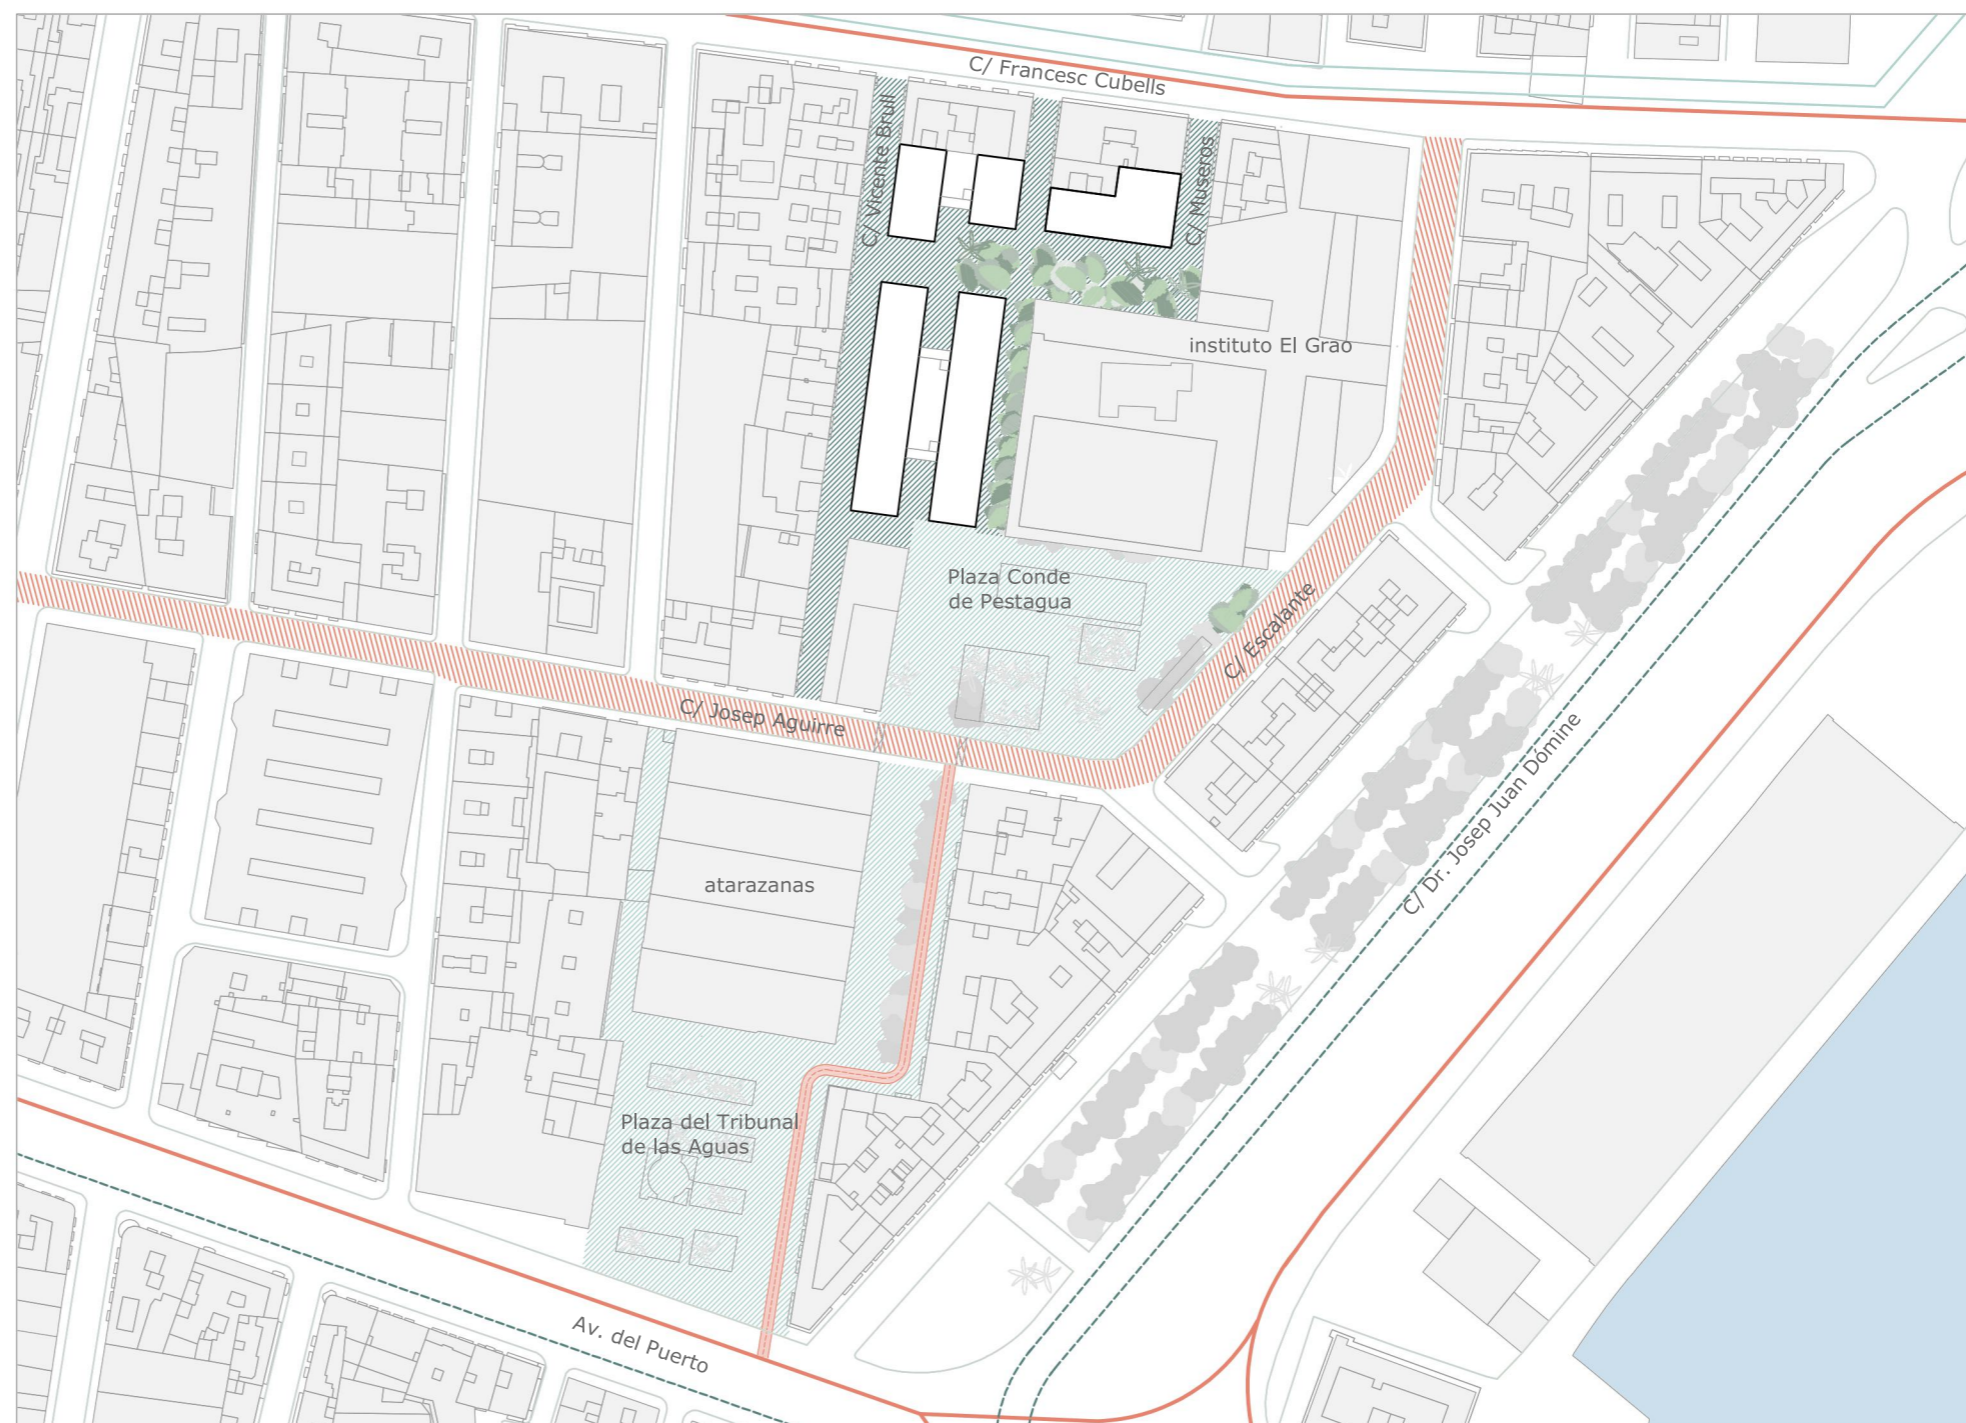 C/ Francesc Cubells
C/ Vicente Brull
C/ Museros
instituto El Grao
Plaza Conde
de Pestagua
C/ Escalante
C/ Josep Aguirre
C/ Dr. Josep Juan Dómine
atarazanas
Plaza del Tribunal
de las Aguas
Av. del Puerto